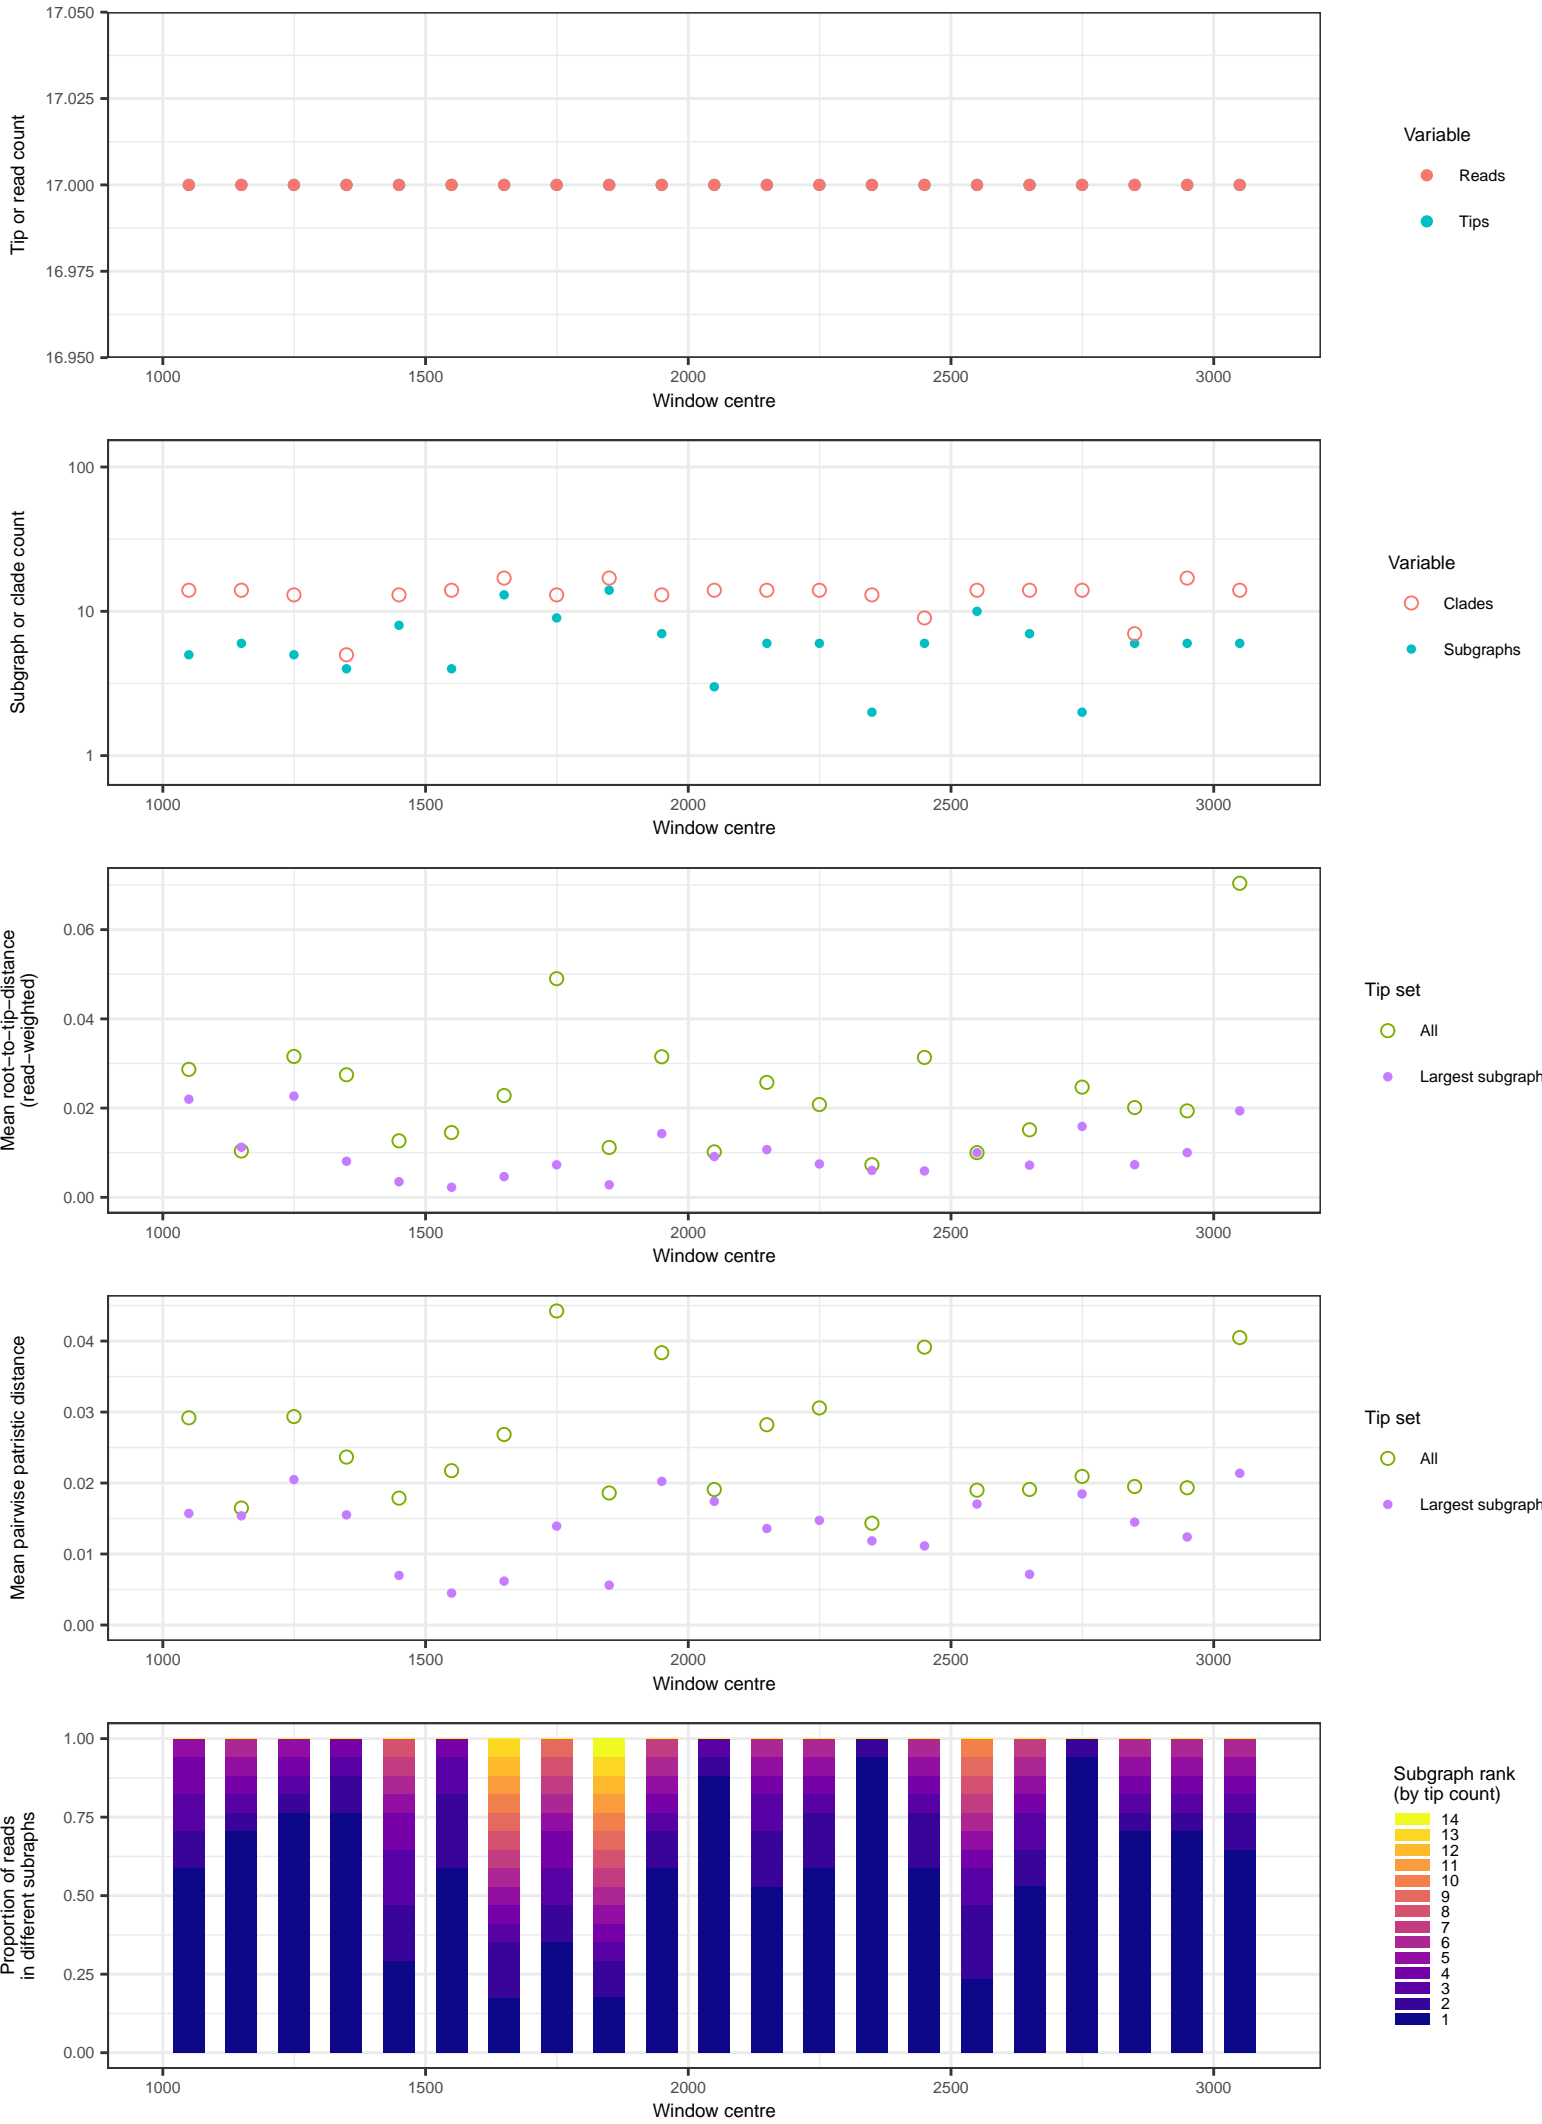 17.050
17.025
17.000
16.975
16.950
Tip or read count
1000 1500 2000 2500 3000
Window centre
Variable
Reads
Tips
100
10
1
Subgraph or clade count
1000 1500 2000 2500 3000
Window centre
Variable
Clades
Subgraphs
0.06
0.04
0.02
0.00
Mean root−to−tip−distance
(read−weighted)
1000 1500 2000 2500 3000
Window centre
Tip set
All
Largest subgraph
0.04
0.03
0.02
0.01
0.00
Mean pairwise patristic distance
1000 1500 2000 2500 3000
Window centre
Tip set
All
Largest subgraph
1.00
0.75
0.50
0.25
0.00
Proportion of reads
in different subraphs
1000 1500 2000 2500 3000
Window centre
Subgraph rank
(by tip count)
14
13
12
11
10
9
8
7
6
5
4
3
2
1